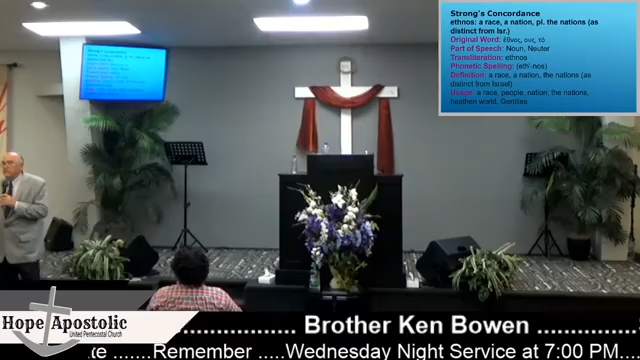 Strong's Concordance
ethnos: a race, a nation, pl. the nations (as
distinct from Isr.)
Original Word: ἔθνος, ους, τό
Part of Speech: Noun, Neuter
Transliteration: ethnos
Phonetic Spelling: (eth'-nos)
Definition: a race, a nation, the nations (as
distinct from Israel)
Usage: a race, people, nation; the nations,
heathen world, Gentiles
Strong's Concordance
Hope Apostolic
United Pentecostal Church
.................. Brother Ken Bowen ..................
.......Remember .....Wednesday Night Service at 7:00 PM....